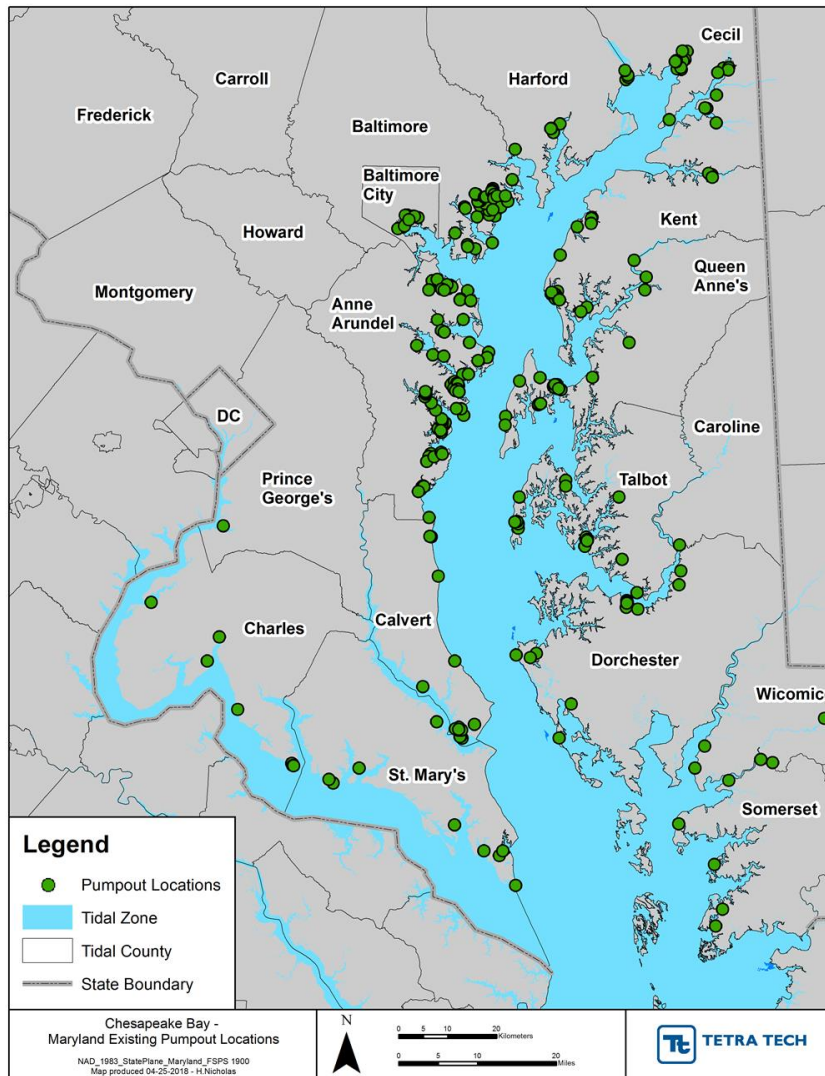 Cecil
Carroll
Harford
Frederick
Baltimore
Baltimore
City
Kent
Howard
Queen
Anne's
Montgomery
Anne
Arundel
DC
Caroline
Prince
George's
Talbot
Calvert
Charles
Dorchester
Wicomic
St. Mary's
Somerset
Legend
Pumpout Locations
Tidal Zone
Tidal County
State Boundary
Chesapeake Bay -
Maryland Existing Pumpout Locations
NAD_1983_StatePlane_Maryland_FSPS 1900
Map produced 04-25-2018 - H.Nicholas
N
0 5 10 20
Kilometers
0 5 10 20
Miles
Tt TETRA TECH